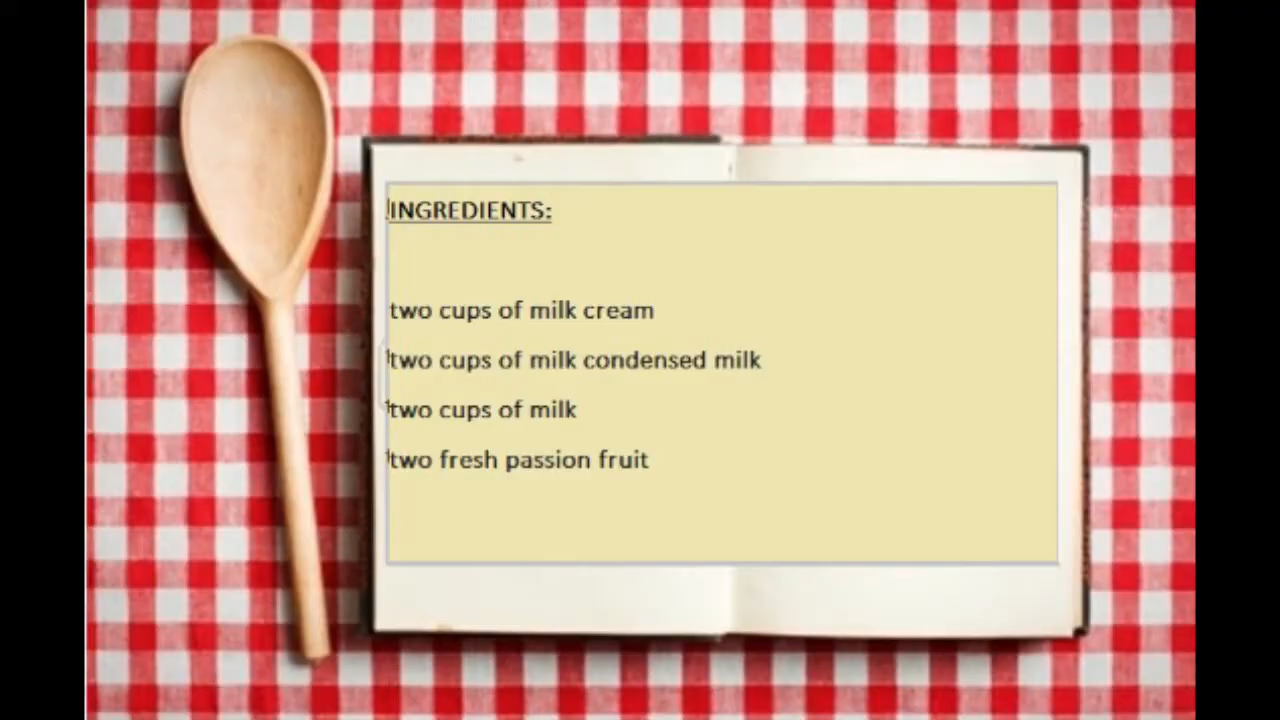 INGREDIENTS:
two cups of milk cream
two cups of milk condensed milk
two cups of milk
two fresh passion fruit